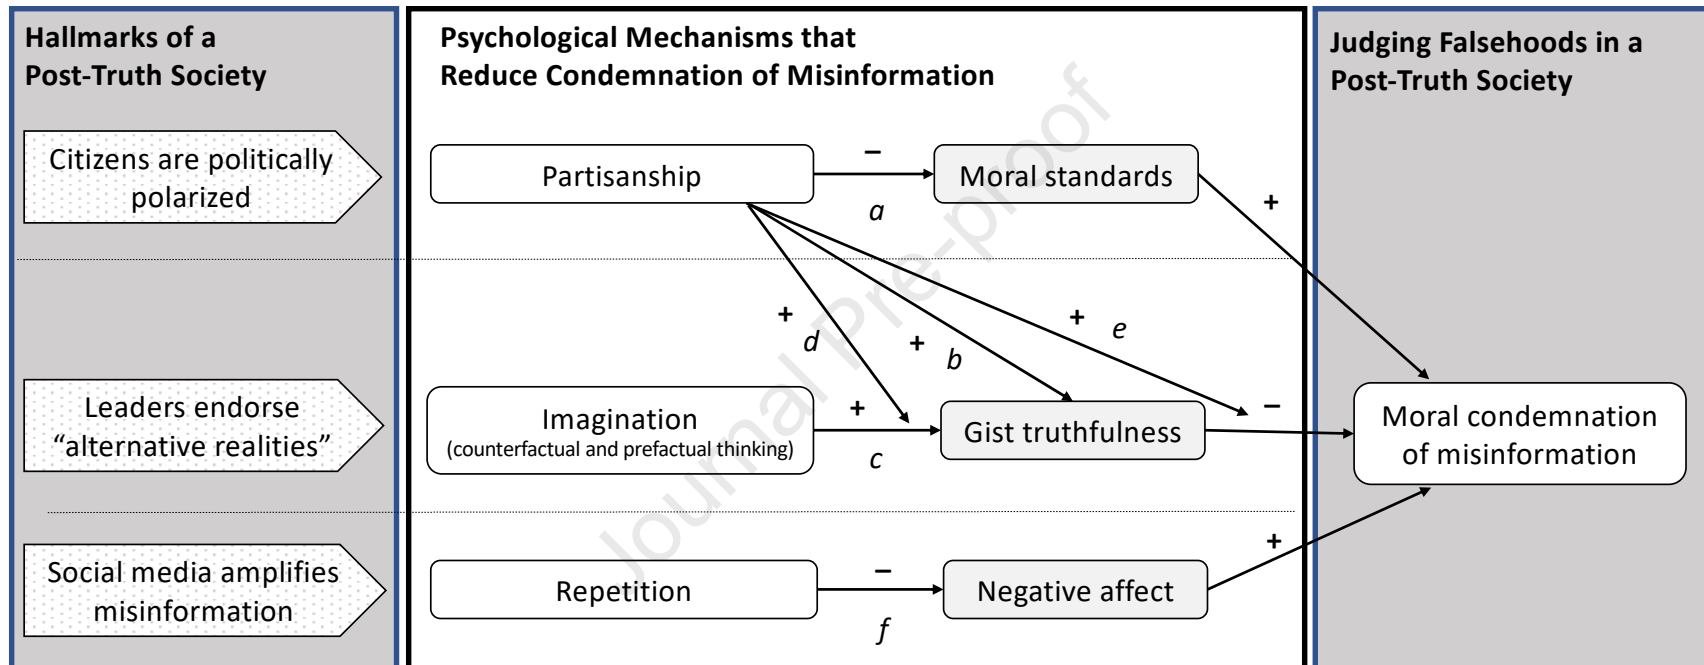 Hallmarks of a
Post-Truth Society
Psychological Mechanisms that
Reduce Condemnation of Misinformation
Judging Falsehoods in a
Post-Truth Society
Citizens are politically
polarized
Partisanship
–
a
Moral standards
+
+
d
+
b
+
e
Leaders endorse
“alternative realities”
Imagination
(counterfactual and prefactual thinking)
+
c
Gist truthfulness
–
Moral condemnation
of misinformation
Social media amplifies
misinformation
Repetition
–
f
Negative affect
+
Journal Pre-proof